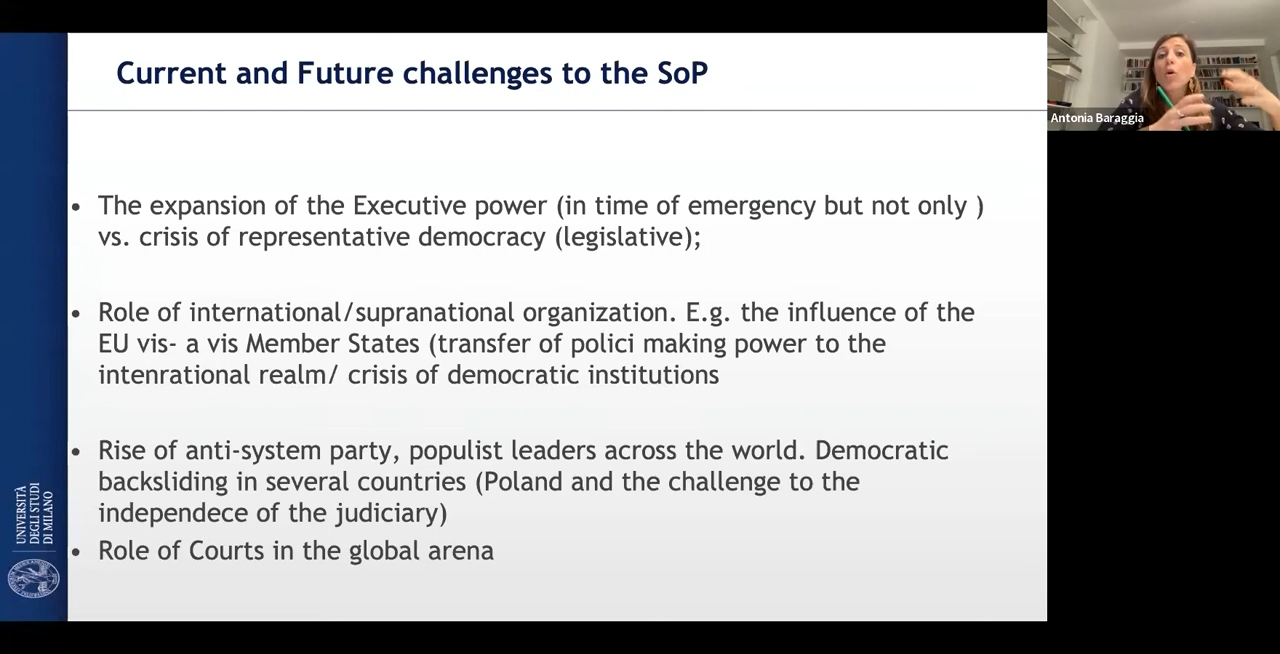 Current and Future challenges to the SoP
Antonia Baraggia
• The expansion of the Executive power (in time of emergency but not only )
vs. crisis of representative democracy (legislative);
• Role of international/supranational organization. E.g. the influence of the
EU vis- a vis Member States (transfer of polici making power to the
intenrational realm/ crisis of democratic institutions
• Rise of anti-system party, populist leaders across the world. Democratic
backsliding in several countries (Poland and the challenge to the
independece of the judiciary)
• Role of Courts in the global arena
UNIVERSITÀ
DEGLI STUDI
DI MILANO